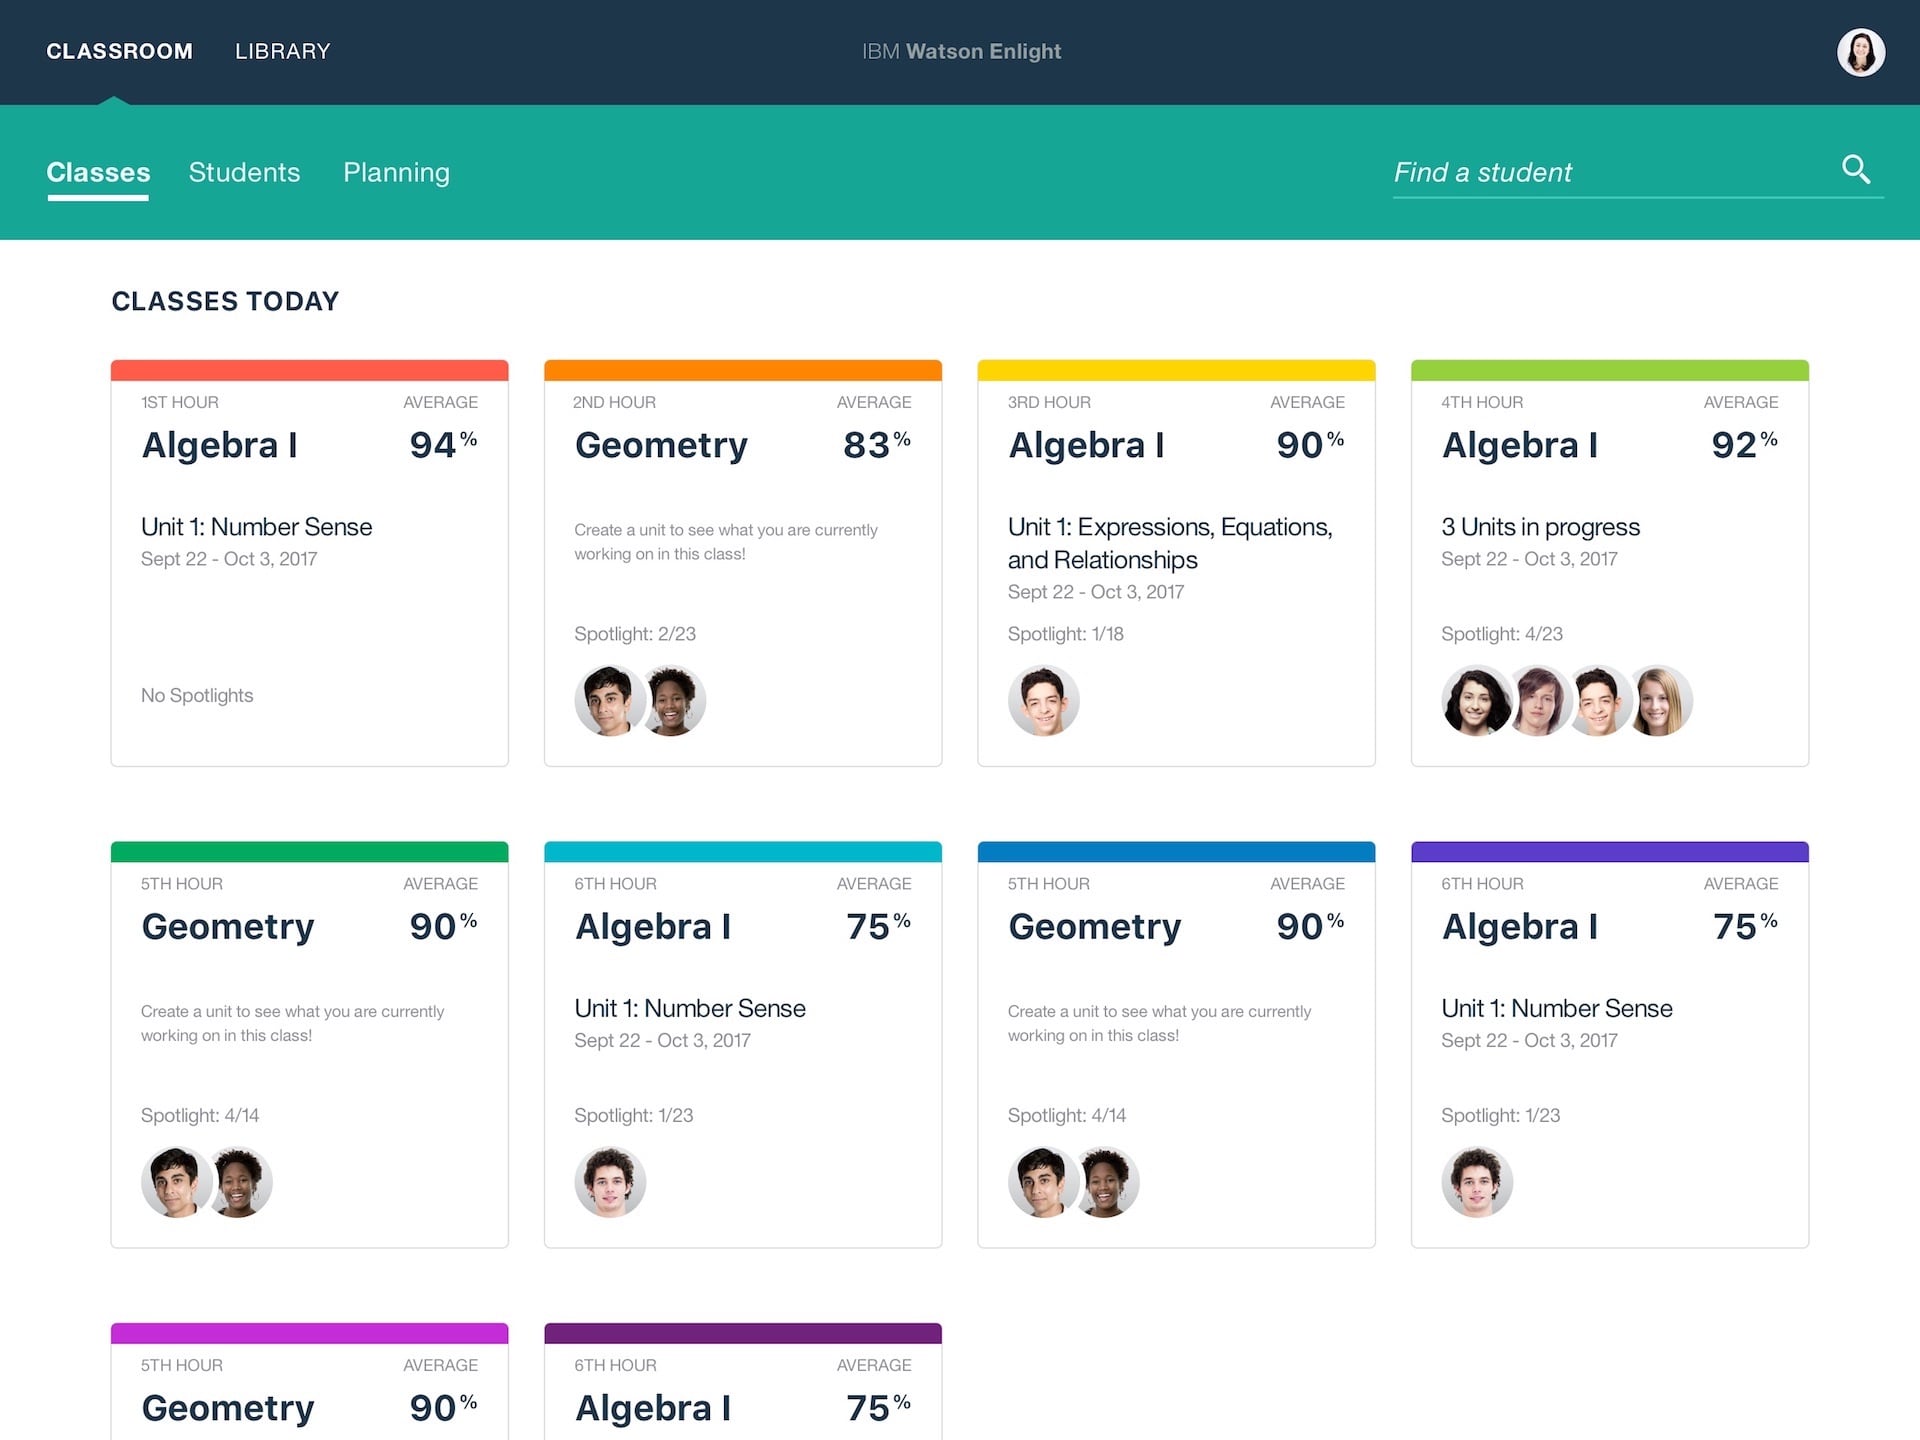 CLASSROOM LIBRARY IBM Watson Enlight
Classes Students Planning Find a student
CLASSES TODAY
1ST HOUR AVERAGE
Algebra I 94%
Unit 1: Number Sense
Sept 22 - Oct 3, 2017
No Spotlights
2ND HOUR AVERAGE
Geometry 83%
Create a unit to see what you are currently
working on in this class!
Spotlight: 2/23
3RD HOUR AVERAGE
Algebra I 90%
Unit 1: Expressions, Equations,
and Relationships
Sept 22 - Oct 3, 2017
Spotlight: 1/18
4TH HOUR AVERAGE
Algebra I 92%
3 Units in progress
Sept 22 - Oct 3, 2017
Spotlight: 4/23
5TH HOUR AVERAGE
Geometry 90%
Create a unit to see what you are currently
working on in this class!
Spotlight: 4/14
6TH HOUR AVERAGE
Algebra I 75%
Unit 1: Number Sense
Sept 22 - Oct 3, 2017
Spotlight: 1/23
5TH HOUR AVERAGE
Geometry 90%
Create a unit to see what you are currently
working on in this class!
Spotlight: 4/14
6TH HOUR AVERAGE
Algebra I 75%
Unit 1: Number Sense
Sept 22 - Oct 3, 2017
Spotlight: 1/23
5TH HOUR AVERAGE
Geometry 90%
6TH HOUR AVERAGE
Algebra I 75%